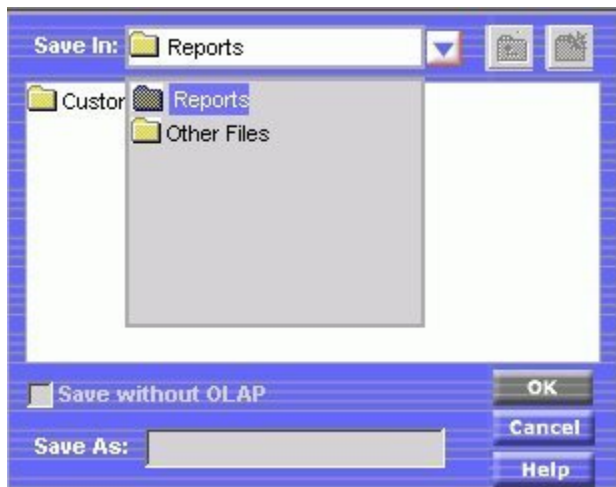 Save In: Reports
Custor Reports
Other Files
Save without OLAP
OK
Save As:
Cancel
Help